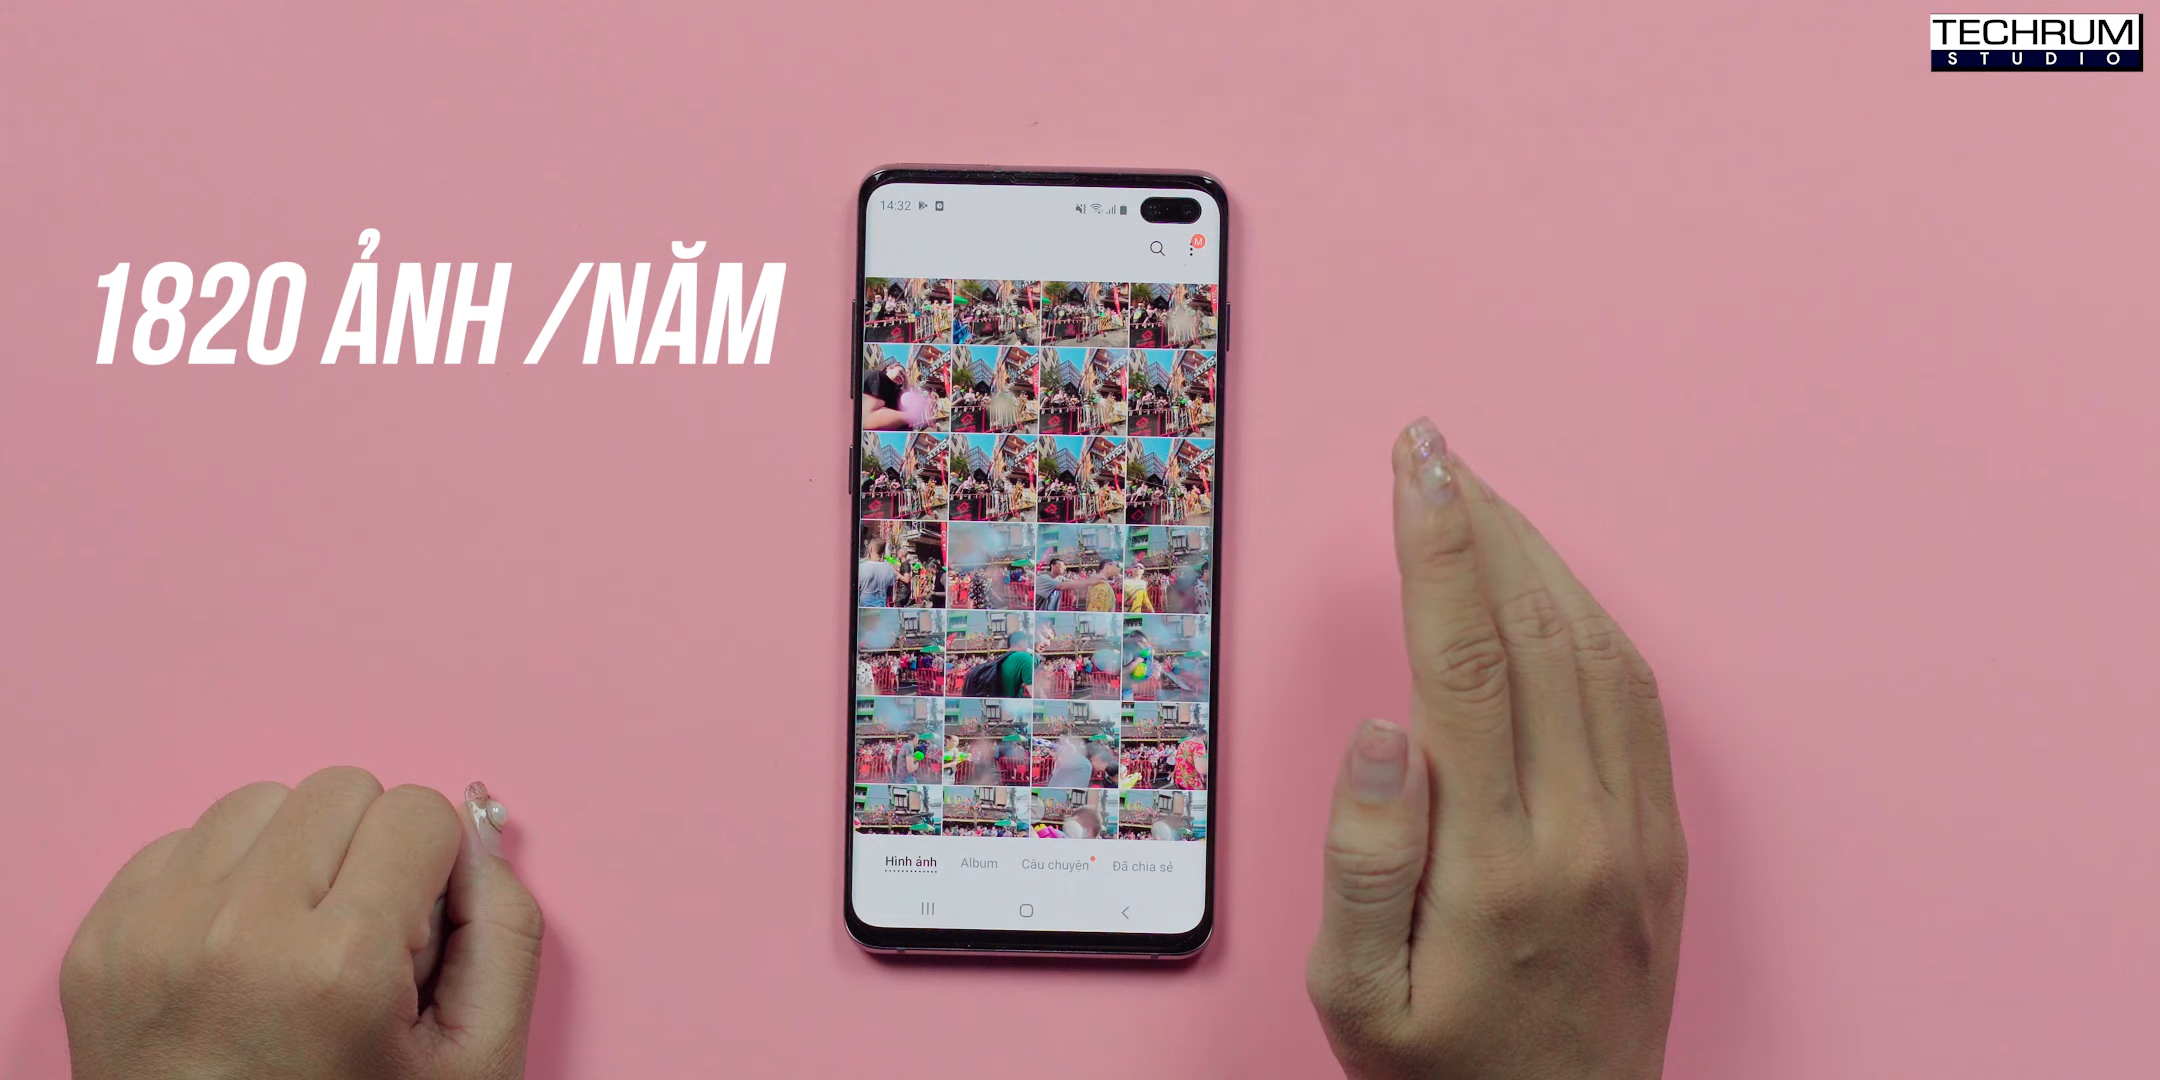 TECHRUM
STUDIO
1820 ẢNH /NĂM
14:32
M
Hình ảnh
Album
Câu chuyện
Đã chia sẻ